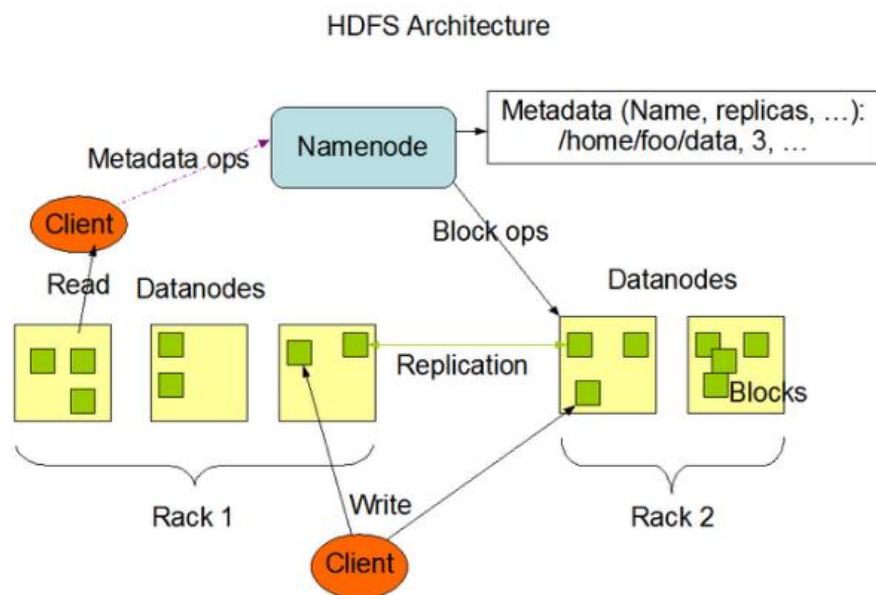 HDFS Architecture
Metadata (Name, replicas, …):
/home/foo/data, 3, …
Namenode
Metadata ops
Client
Block ops
Read
Datanodes
Datanodes
Replication
Blocks
Rack 1
Write
Rack 2
Client